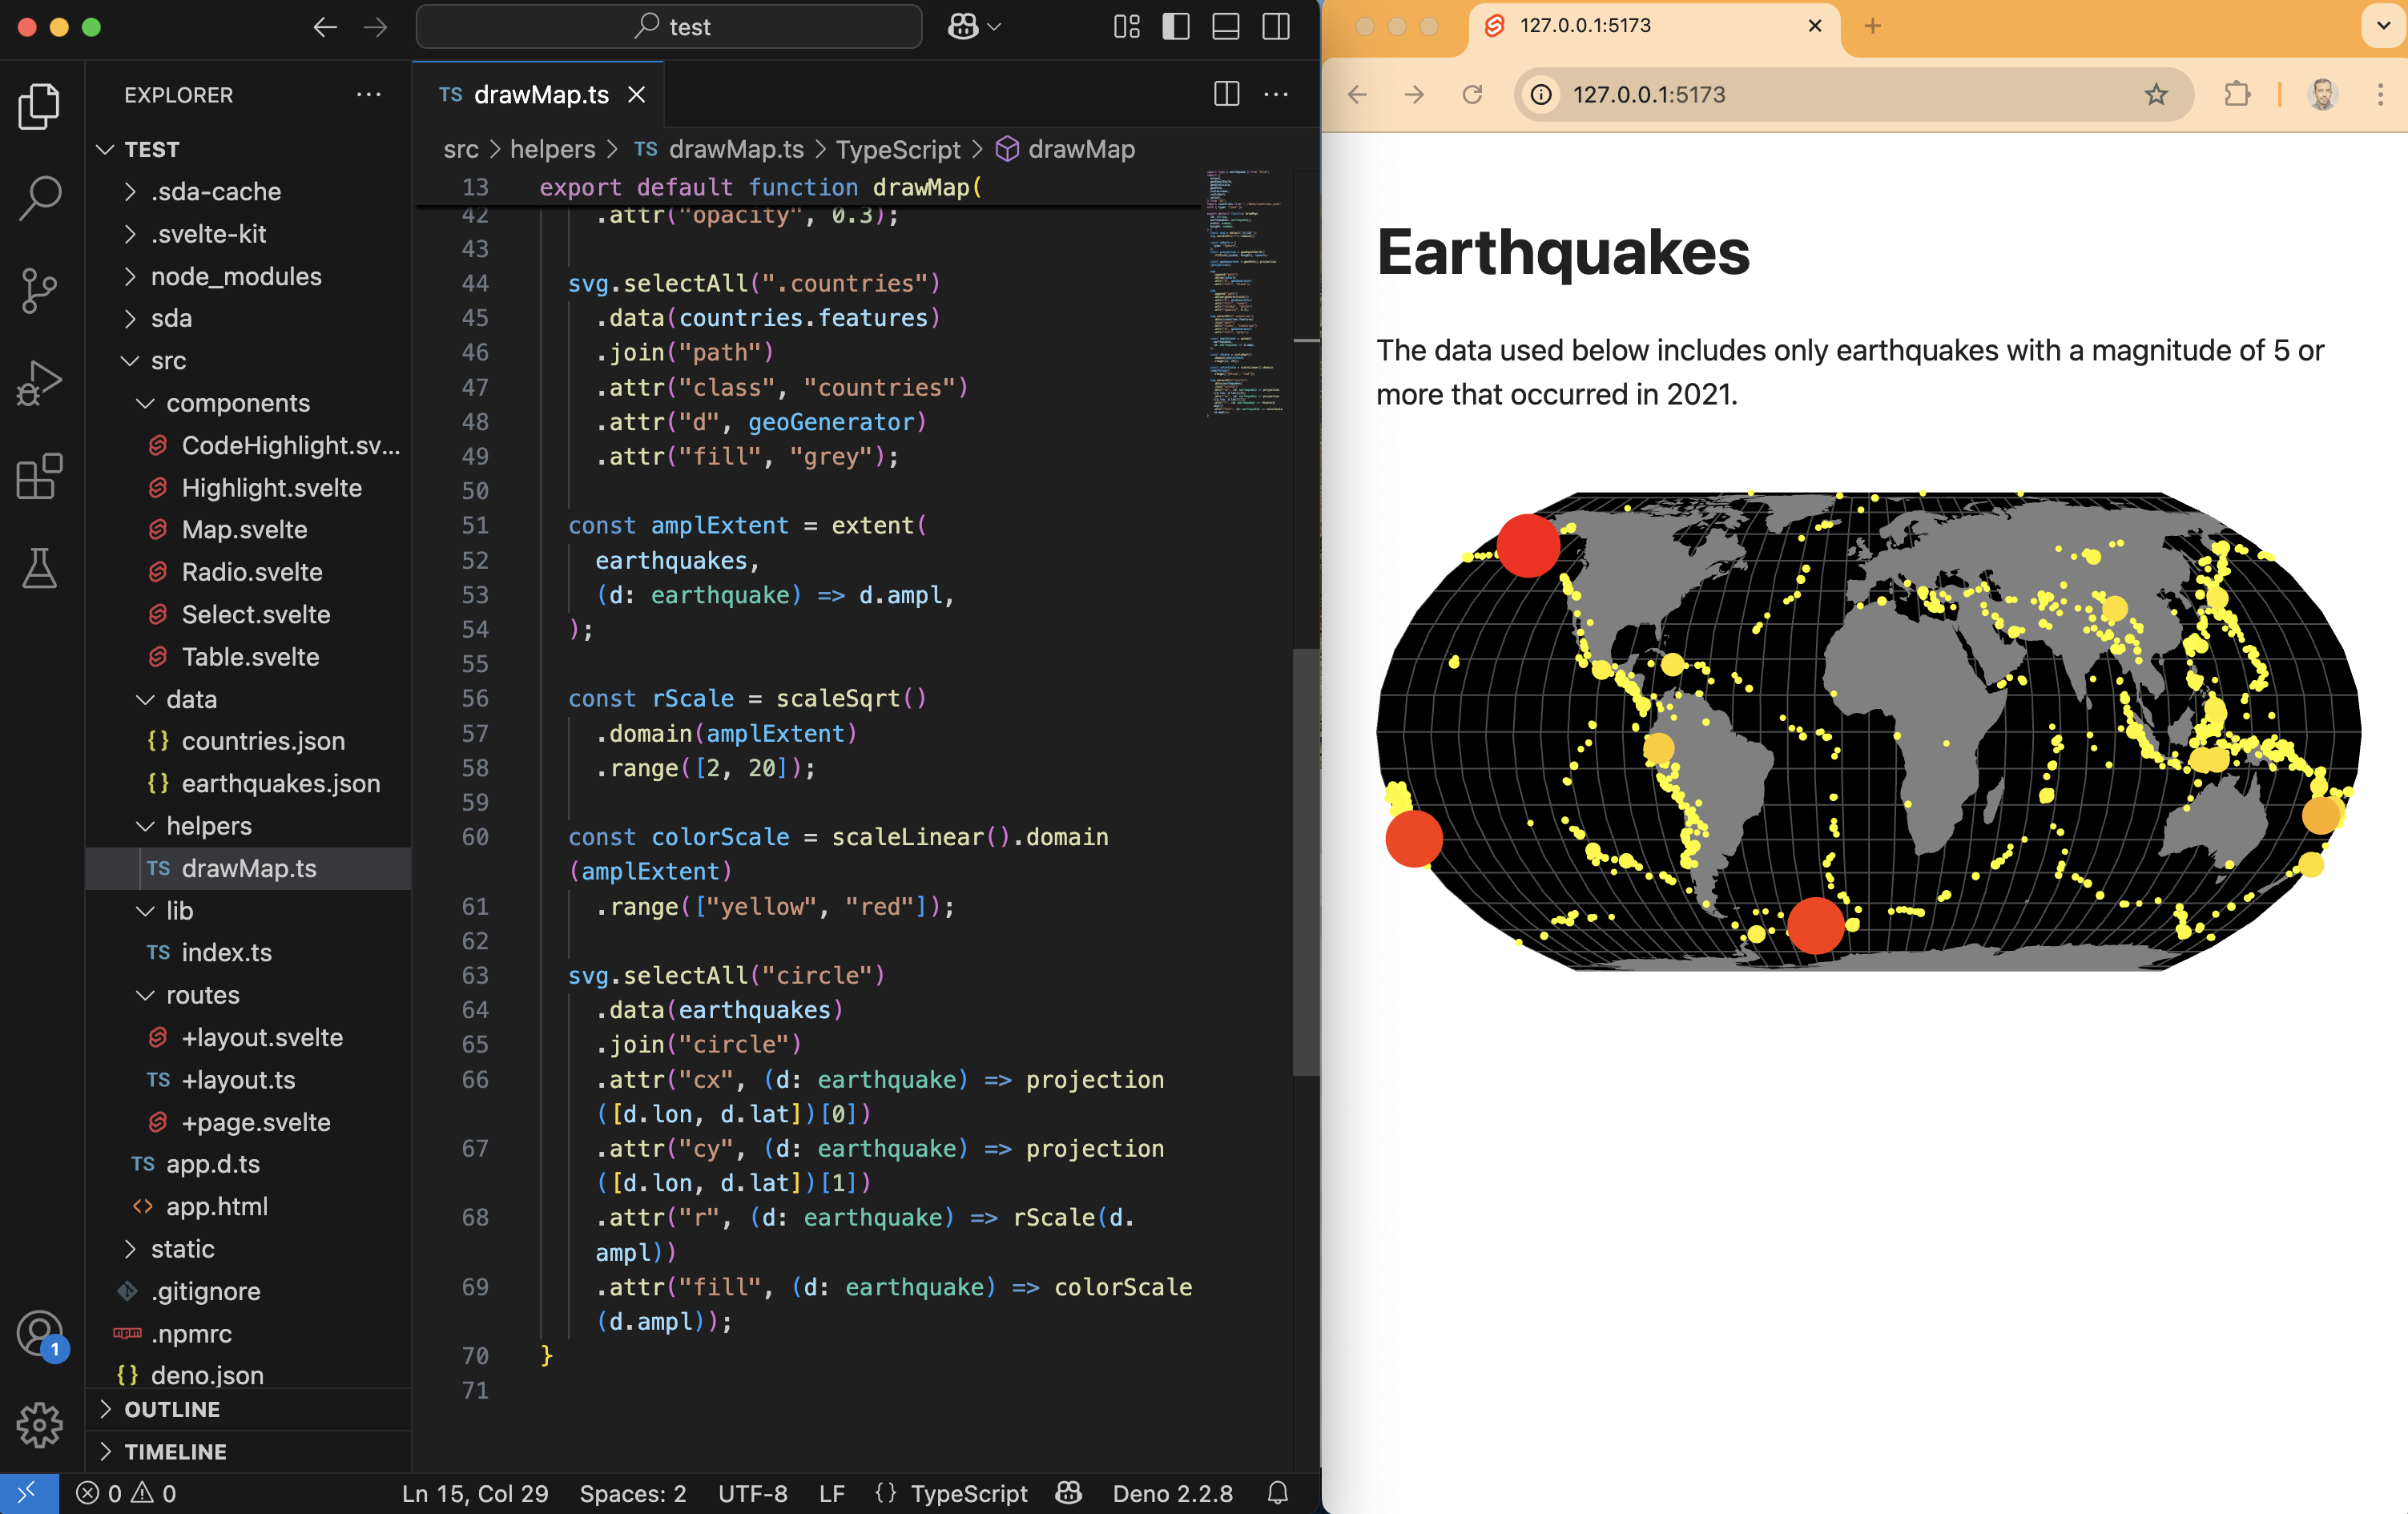 test
EXPLORER
TEST
.sda-cache
.svelte-kit
node_modules
sda
src
components
CodeHighlight.sv...
Highlight.svelte
Map.svelte
Radio.svelte
Select.svelte
Table.svelte
data
{} countries.json
{} earthquakes.json
helpers
TS drawMap.ts
lib
TS index.ts
routes
+layout.svelte
TS +layout.ts
+page.svelte
TS app.d.ts
<> app.html
static
.gitignore
npm .npmrc
{} deno.json
OUTLINE
TIMELINE
1
TS drawMap.ts
src > helpers > TS drawMap.ts > TypeScript > drawMap
13 export default function drawMap(
42 .attr("opacity", 0.3);
43
44 svg.selectAll(".countries")
45 .data(countries.features)
46 .join("path")
47 .attr("class", "countries")
48 .attr("d", geoGenerator)
49 .attr("fill", "grey");
50
51 const amplExtent = extent(
52 earthquakes,
53 (d: earthquake) => d.ampl,
54 );
55
56 const rScale = scaleSqrt()
57 .domain(amplExtent)
58 .range([2, 20]);
59
60 const colorScale = scaleLinear().domain
(amplExtent)
61 .range(["yellow", "red"]);
62
63 svg.selectAll("circle")
64 .data(earthquakes)
65 .join("circle")
66 .attr("cx", (d: earthquake) => projection
([d.lon, d.lat])[0])
67 .attr("cy", (d: earthquake) => projection
([d.lon, d.lat])[1])
68 .attr("r", (d: earthquake) => rScale(d.
ampl))
69 .attr("fill", (d: earthquake) => colorScale
(d.ampl));
70 }
71
0 0
Ln 15, Col 29 Spaces: 2 UTF-8 LF {} TypeScript Deno 2.2.8
127.0.0.1:5173
127.0.0.1:5173
Earthquakes
The data used below includes only earthquakes with a magnitude of 5 or
more that occurred in 2021.